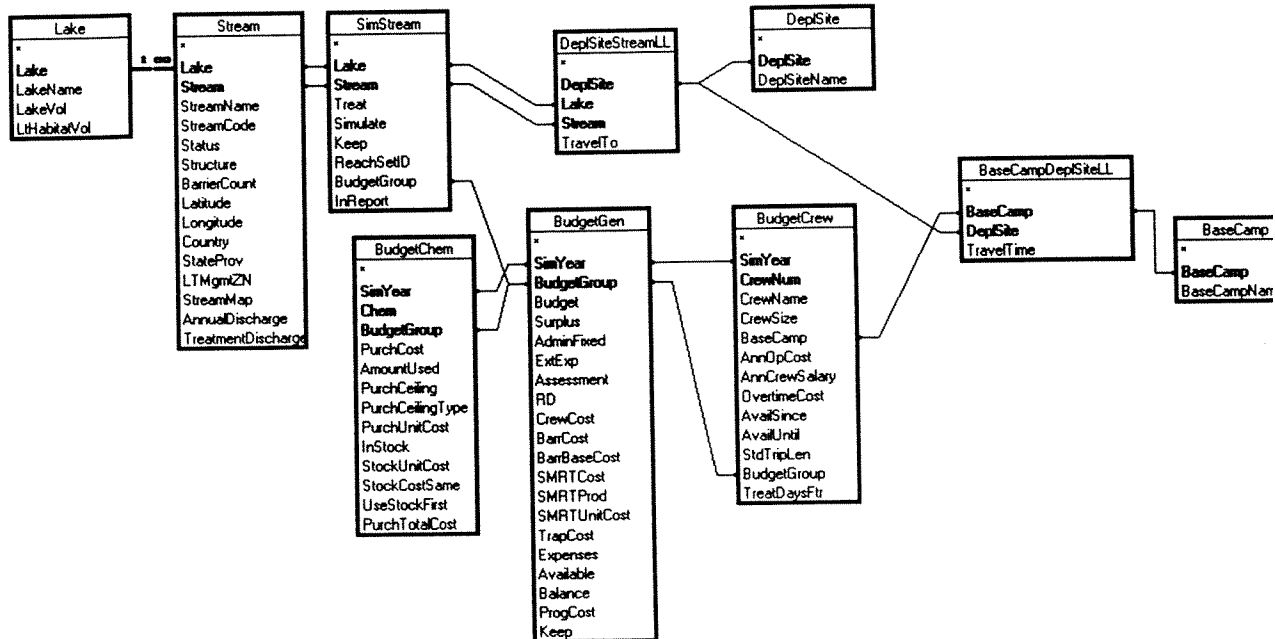 Lake
*
Lake
LakeName
LakeVol
LtHabitatVol
1
Stream
*
Lake
Stream
StreamName
StreamCode
Status
Structure
BarrierCount
Latitude
Longitude
Country
StateProv
LTMgmtZN
StreamMap
AnnualDischarge
TreatmentDischarge
SimStream
*
Lake
Stream
Treat
Simulate
Keep
ReachSetID
BudgetGroup
InReport
DeplSiteStreamLL
*
DeplSite
Lake
Stream
TravelTo
DeplSite
*
DeplSite
DeplSiteName
BudgetChem
*
SimYear
Chem
BudgetGroup
PurchCost
AmountUsed
PurchCeiling
PurchCeilingType
PurchUnitCost
InStock
StockUnitCost
StockCostSame
UseStockFirst
PurchTotalCost
BudgetGen
*
SimYear
BudgetGroup
Budget
Surplus
AdminFixed
ExtExp
Assessment
RD
CrewCost
BarrCost
BarrBaseCost
SMRTCost
SMRTProd
SMRTUnitCost
TrapCost
Expenses
Available
Balance
ProgCost
Keep
BudgetCrew
*
SimYear
CrewNum
CrewName
CrewSize
BaseCamp
AnnOpCost
AnnCrewSalary
OvertimeCost
AvailSince
AvailUntil
StdTripLen
BudgetGroup
TreatDaysFtr
BaseCampDeplSiteLL
*
BaseCamp
DeplSite
TravelTime
BaseCamp
*
BaseCamp
BaseCampNam